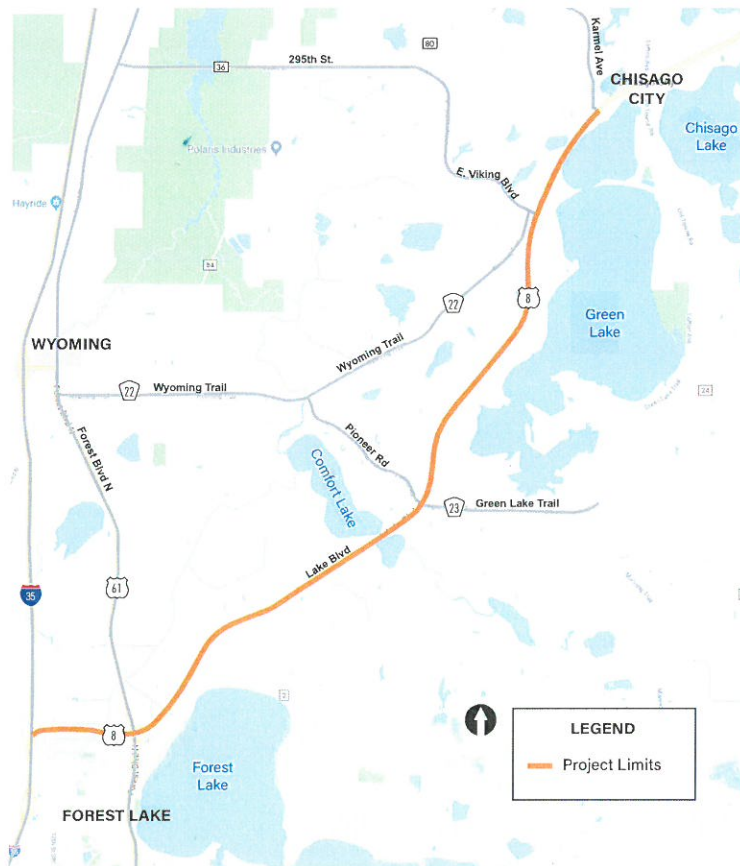 80
Karmel Ave
295th St.
36
CHISAGO
CITY
Chisago
Lake
Polaris Industries
E. Viking Blvd
Hayride
84
8
22
Green
Lake
WYOMING
Wyoming Trail
22
Wyoming Trail
24
Forest Blvd N
Pioneer Rd
Comfort Lake
23
Green Lake Trail
Lake Blvd
35
61
2
8
LEGEND
Project Limits
Forest
Lake
FOREST LAKE